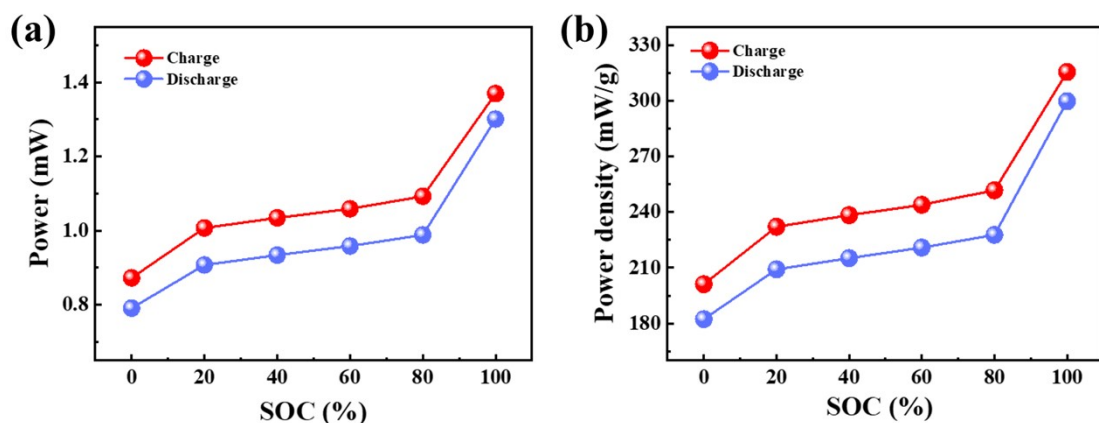 (a)
Charge
Discharge
Power (mW)
1.4
1.2
1.0
0.8
0 20 40 60 80 100
SOC (%)
(b)
Charge
Discharge
Power density (mW/g)
330
300
270
240
210
180
0 20 40 60 80 100
SOC (%)